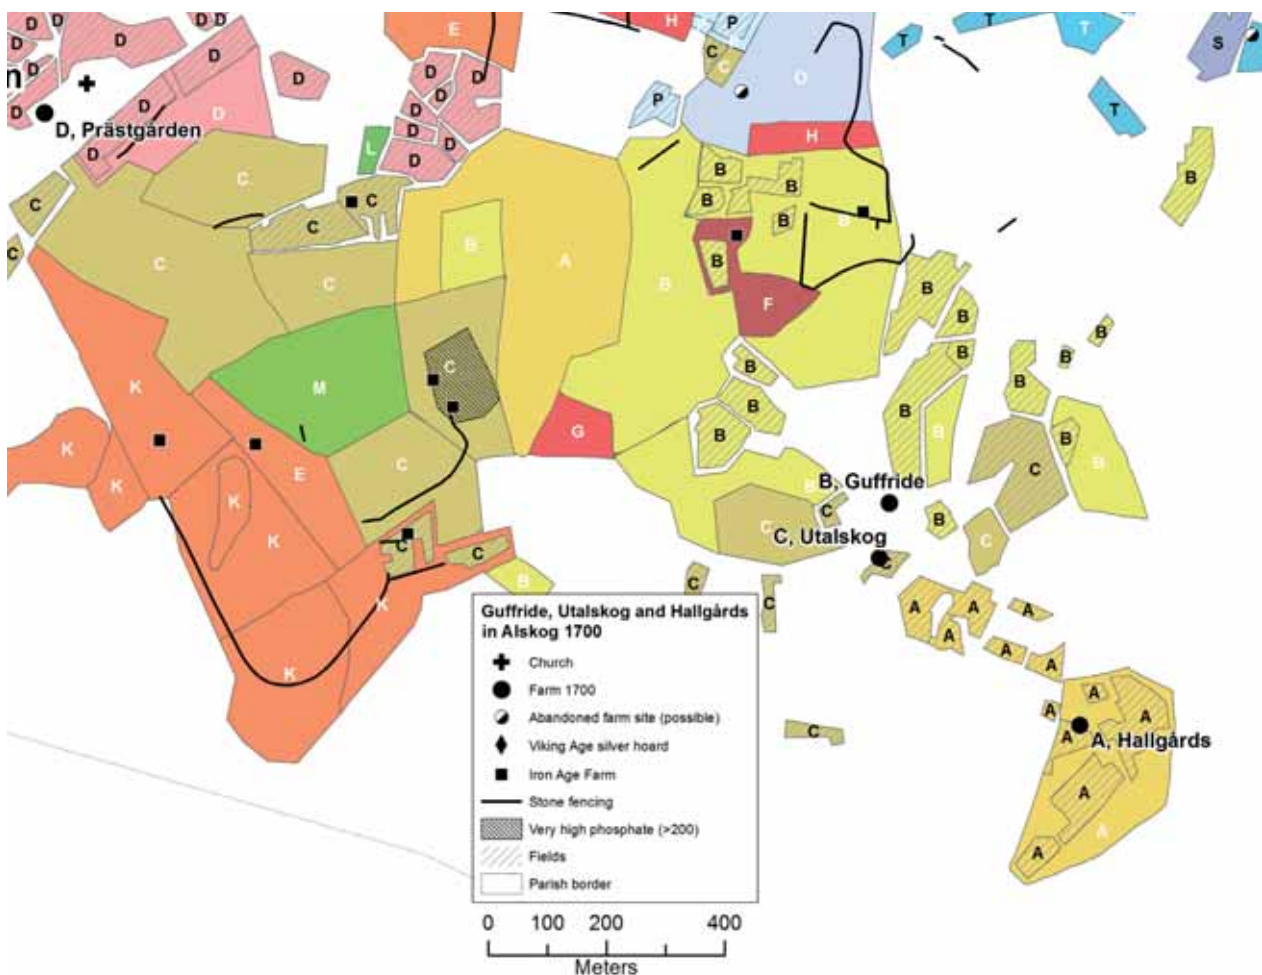 D D D E H P T T S
D D D D D C
D D D C O T
D D D D P
n
D, Prästgården
D D D H T
D L D D
D C B B B
C C B
C C B B
C C B A B B
F
B
K M C B B B
B B
K B B B
G
K E C B B C B
K K B B, Guffride
C B
K C C
C, Utalskog
C C C
K B C C A A A
A A A
A A
A A
A, Hallgårds
K C
A
A A
Guffride, Utalskog and Hallgårds
in Alskog 1700
Church
Farm 1700
Abandoned farm site (possible)
Viking Age silver hoard
Iron Age Farm
Stone fencing
Very high phosphate (>200)
Fields
Parish border
0 100 200 400
Meters